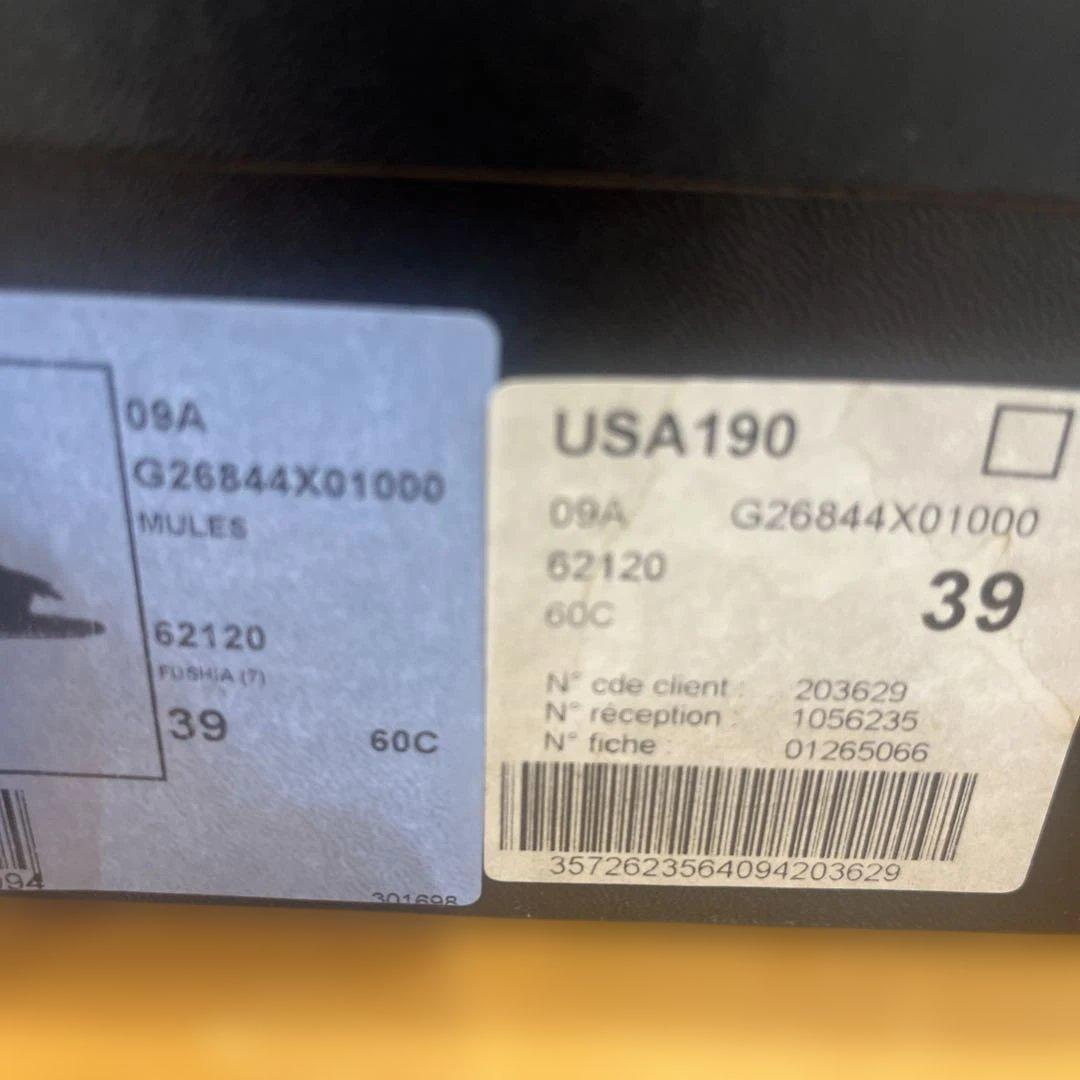 09A
G26844X01000
MULES
62120
FUSHIA (7)
39 60C
94
301698
USA190
09A G26844X01000
62120
60C 39
N° cde client : 203629
N° réception : 1056235
N° fiche : 01265066
3572623564094203629